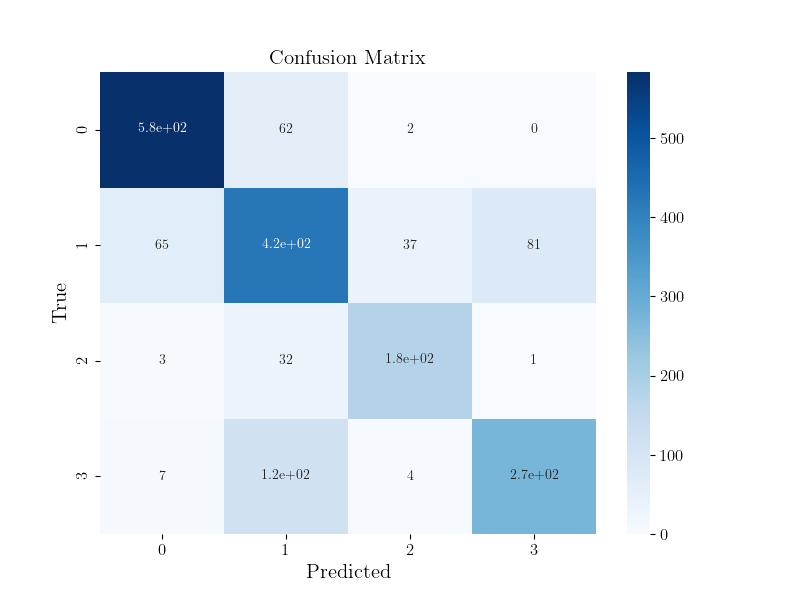 Confusion Matrix
0 5.8e+02 62 2 0
1 65 4.2e+02 37 81
2 3 32 1.8e+02 1
3 7 1.2e+02 4 2.7e+02
0 1 2 3
Predicted
True
500
400
300
200
100
0